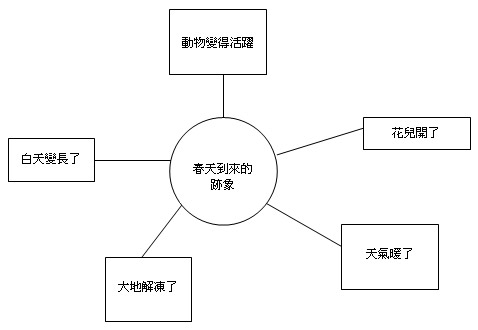 動物變得活躍
花兒開了
白天變長了
春天到來的
跡象
天氣暖了
大地解凍了